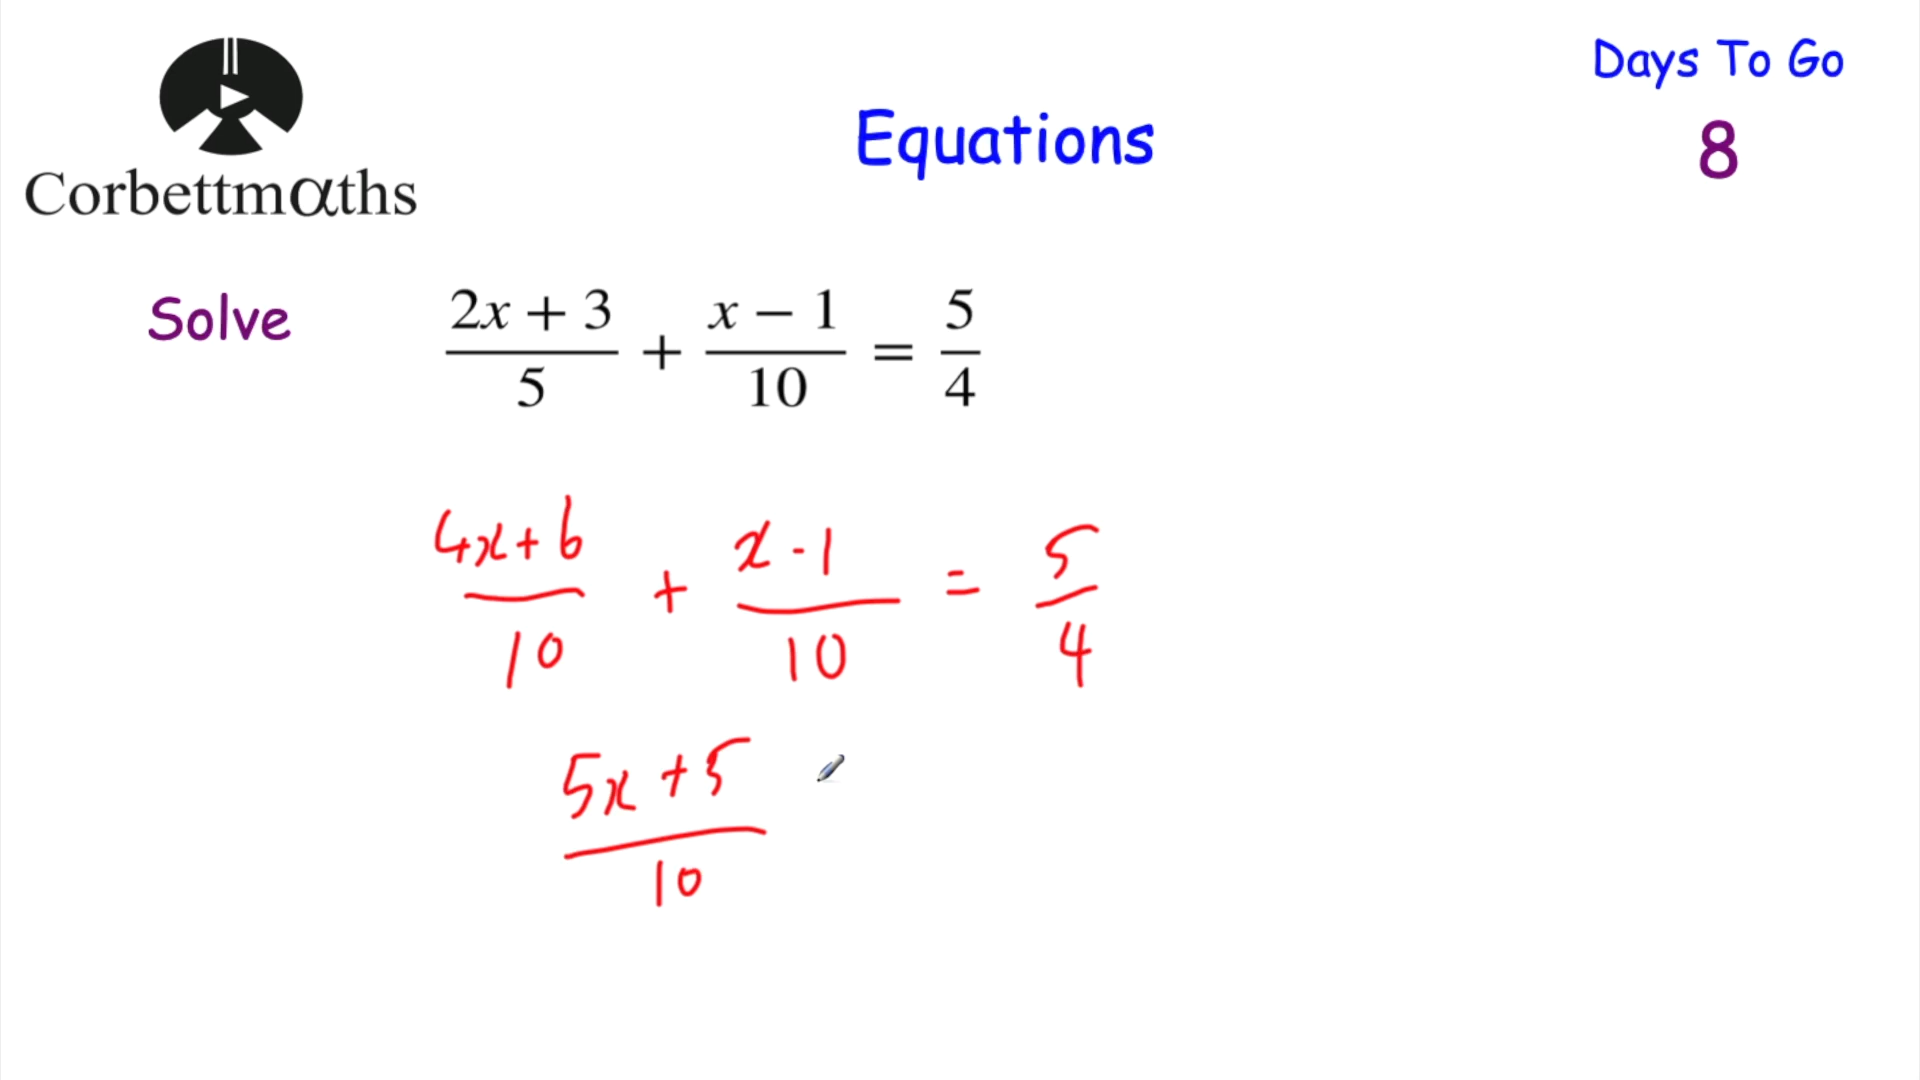 Days To Go
8
Equations
Corbettmαths
Solve
2x + 3 / 5 + x − 1 / 10 = 5 / 4
4x + 6 / 10 + x - 1 / 10 = 5 / 4
5x + 5 / 10